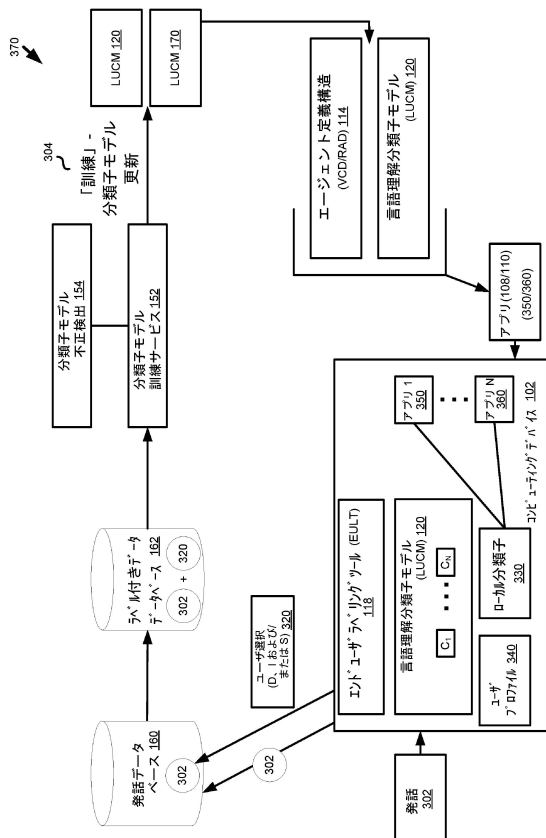 370
LUCM 120
LUCM 170
304
「訓練」-
分類子モデル
更新
分類子モデル
不正検出 154
分類子モデル
訓練サービス 152
ラベル付きデータ
データベース 162
302 + 320
発話データ
ベース 160
302
エージェント定義構造
(VCD/RAD) 114
言語理解分類子モデル
(LUCM) 120
アプリ(108/110)
(350/360)
ユーザ選択
(D、Iおよび/
またはS) 320
302
発話
302
エンドユーザラベリングツール (EULT)
118
言語理解分類子モデル
(LUCM) 120
C1 ・・・ CN
ユーザ
プロファイル 340
ローカル分類子
330
アプリ 1
350
・・・
アプリ N
360
コンピューティングデバイス 102